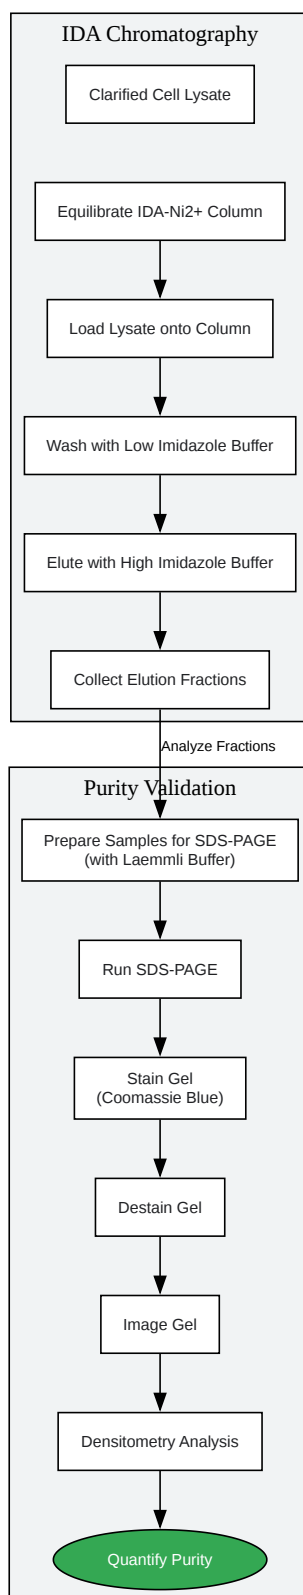 IDA Chromatography
Clarified Cell Lysate
Equilibrate IDA-Ni2+ Column
Load Lysate onto Column
Wash with Low Imidazole Buffer
Elute with High Imidazole Buffer
Collect Elution Fractions
Analyze Fractions
Purity Validation
Prepare Samples for SDS-PAGE
(with Laemmli Buffer)
Run SDS-PAGE
Stain Gel
(Coomassie Blue)
Destain Gel
Image Gel
Densitometry Analysis
Quantify Purity